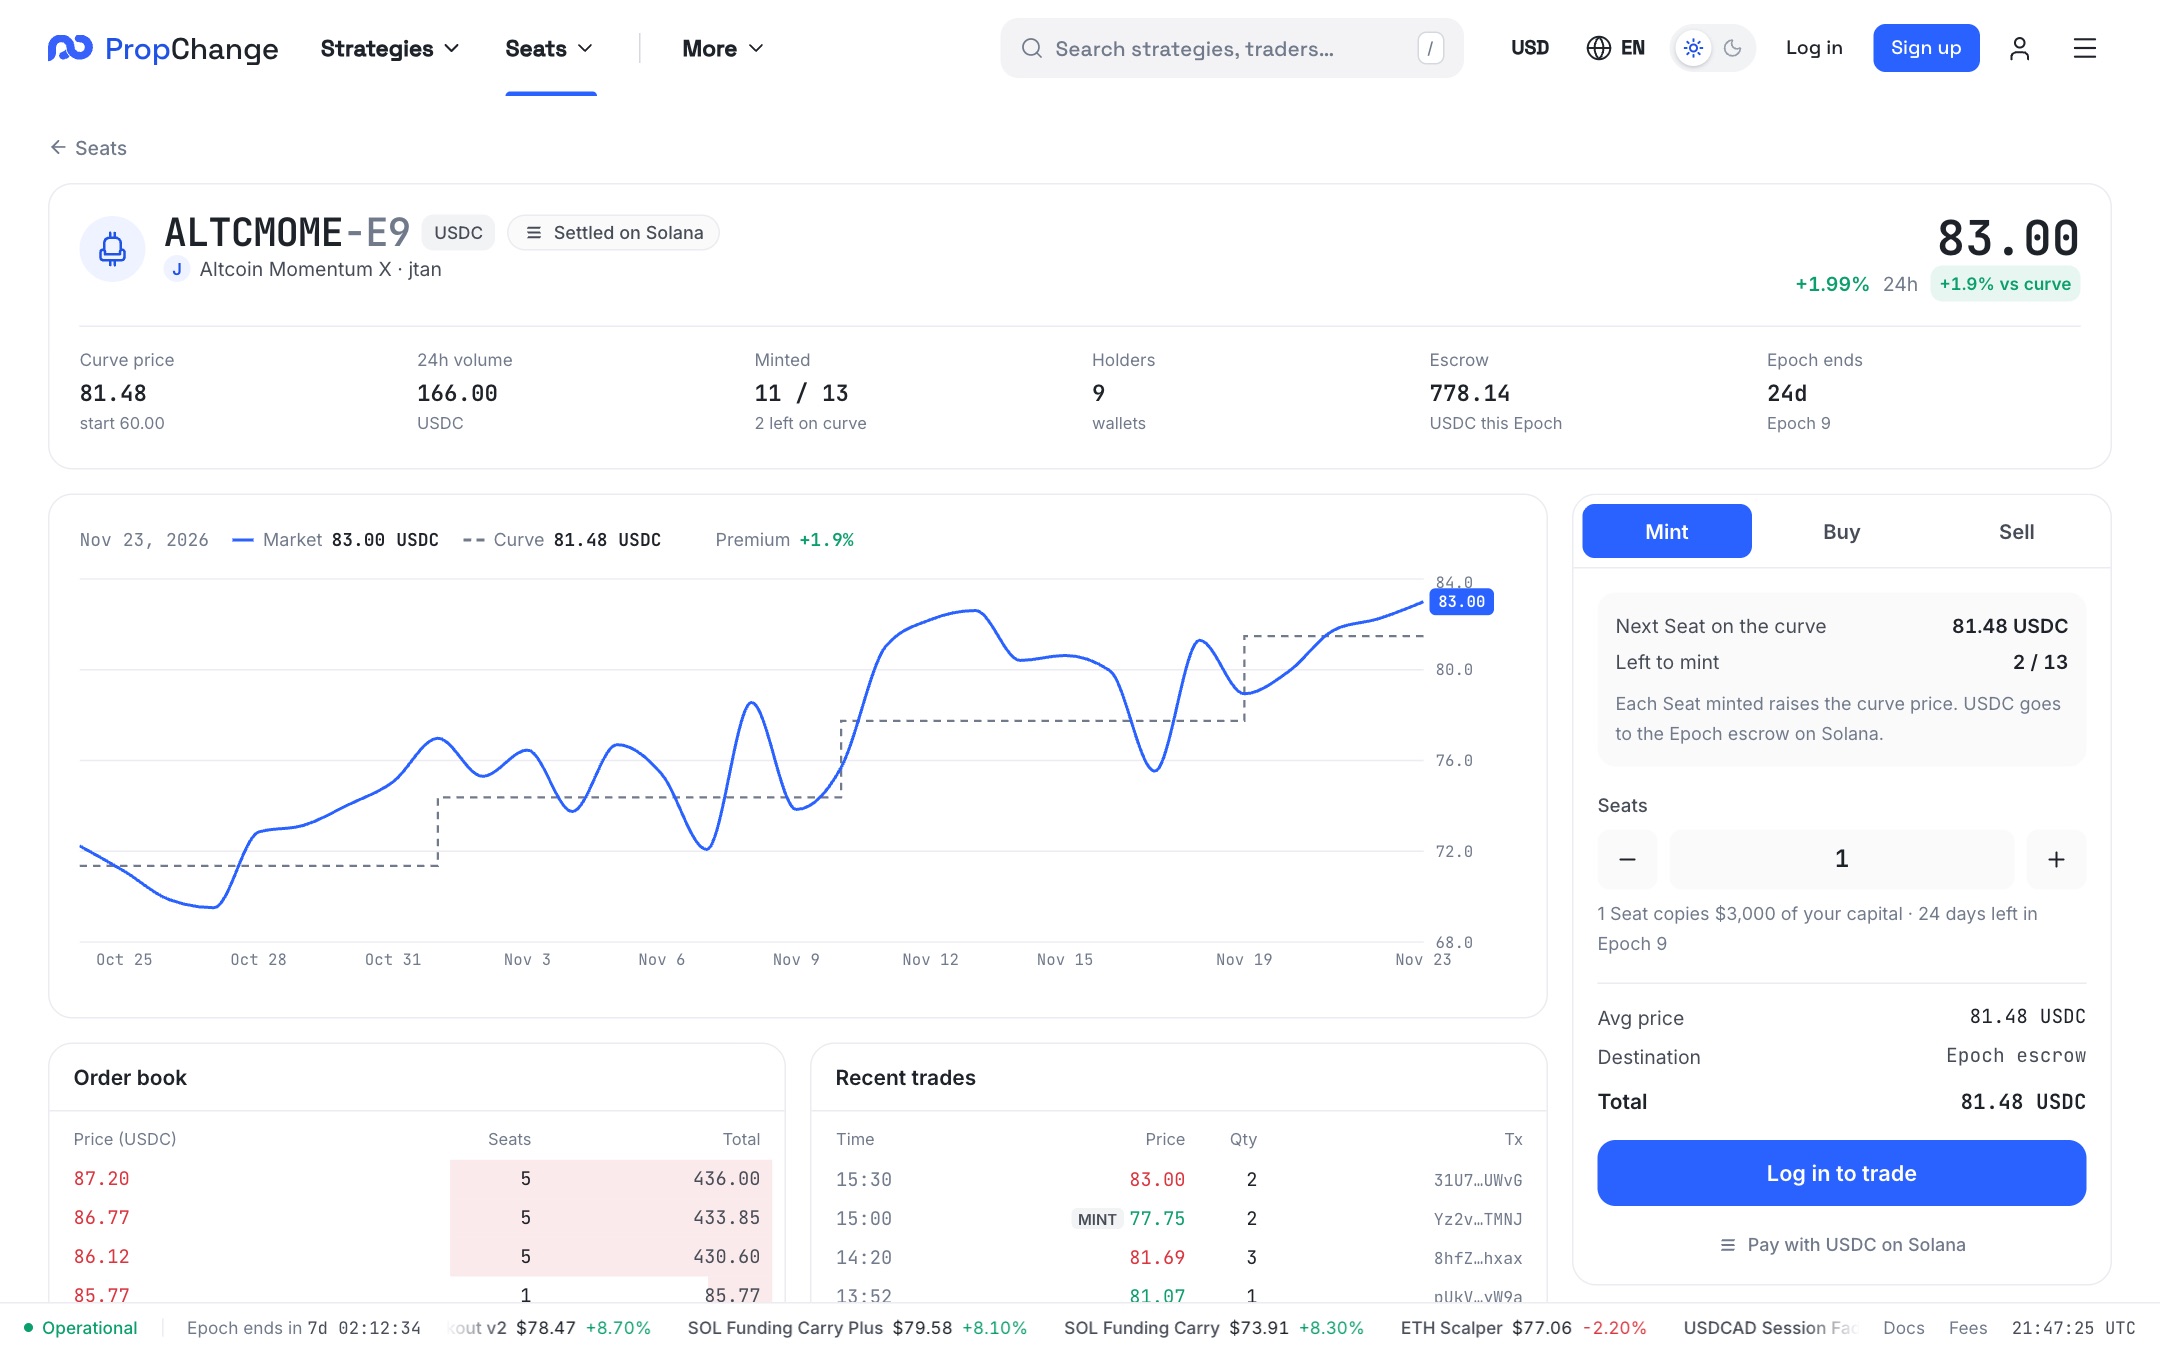 PropChange Strategies Seats More Search strategies, traders... / USD EN Log in Sign up
Seats
ALTCMOME-E9 USDC Settled on Solana
J Altcoin Momentum X · jtan
83.00
+1.99% 24h +1.9% vs curve
Curve price 24h volume Minted Holders Escrow Epoch ends
81.48 166.00 11 / 13 9 778.14 24d
start 60.00 USDC 2 left on curve wallets USDC this Epoch Epoch 9
Nov 23, 2026 Market 83.00 USDC Curve 81.48 USDC Premium +1.9%
84.0
83.00
80.0
76.0
72.0
68.0
Oct 25 Oct 28 Oct 31 Nov 3 Nov 6 Nov 9 Nov 12 Nov 15 Nov 19 Nov 23
Mint Buy Sell
Next Seat on the curve 81.48 USDC
Left to mint 2 / 13
Each Seat minted raises the curve price. USDC goes
to the Epoch escrow on Solana.
Seats
1
1 Seat copies $3,000 of your capital · 24 days left in
Epoch 9
Avg price 81.48 USDC
Destination Epoch escrow
Total 81.48 USDC
Log in to trade
Pay with USDC on Solana
Order book
Price (USDC) Seats Total
87.20 5 436.00
86.77 5 433.85
86.12 5 430.60
85.77 1 85.77
Recent trades
Time Price Qty Tx
15:30 83.00 2 31U7…UWvG
15:00 MINT 77.75 2 Yz2v…TMNJ
14:20 81.69 3 8hfZ…hxax
13:52 81.07 1 pUkV…vW9a
Operational Epoch ends in 7d 02:12:34 kout v2 $78.47 +8.70% SOL Funding Carry Plus $79.58 +8.10% SOL Funding Carry $73.91 +8.30% ETH Scalper $77.06 -2.20% USDCAD Session Docs Fees 21:47:25 UTC